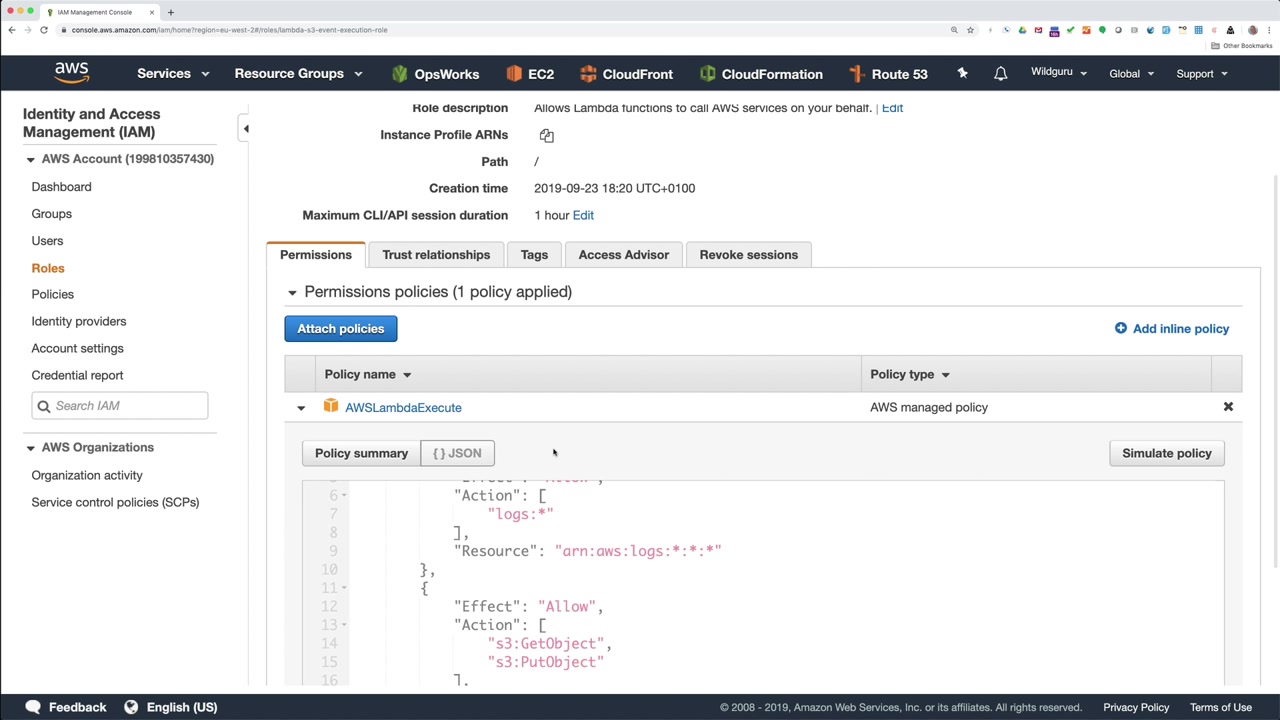 IAM Management Console
console.aws.amazon.com/iam/home?region=eu-west-2#/roles/lambda-s3-event-execution-role
Other Bookmarks
aws
Services
Resource Groups
OpsWorks
EC2
CloudFront
CloudFormation
Route 53
Wildguru
Global
Support
Identity and Access
Management (IAM)
AWS Account (199810357430)
Dashboard
Groups
Users
Roles
Policies
Identity providers
Account settings
Credential report
Search IAM
AWS Organizations
Organization activity
Service control policies (SCPs)
Role description Allows Lambda functions to call AWS services on your behalf. | Edit
Instance Profile ARNs
Path /
Creation time 2019-09-23 18:20 UTC+0100
Maximum CLI/API session duration 1 hour Edit
Permissions Trust relationships Tags Access Advisor Revoke sessions
Permissions policies (1 policy applied)
Attach policies
Add inline policy
Policy name Policy type
AWSLambdaExecute AWS managed policy
Policy summary { } JSON Simulate policy
5 "Effect": "Allow",
6 "Action": [
7 "logs:*"
8 ],
9 "Resource": "arn:aws:logs:*:*:*"
10 },
11 {
12 "Effect": "Allow",
13 "Action": [
14 "s3:GetObject",
15 "s3:PutObject"
16 ],
Feedback
English (US)
© 2008 - 2019, Amazon Web Services, Inc. or its affiliates. All rights reserved.
Privacy Policy
Terms of Use